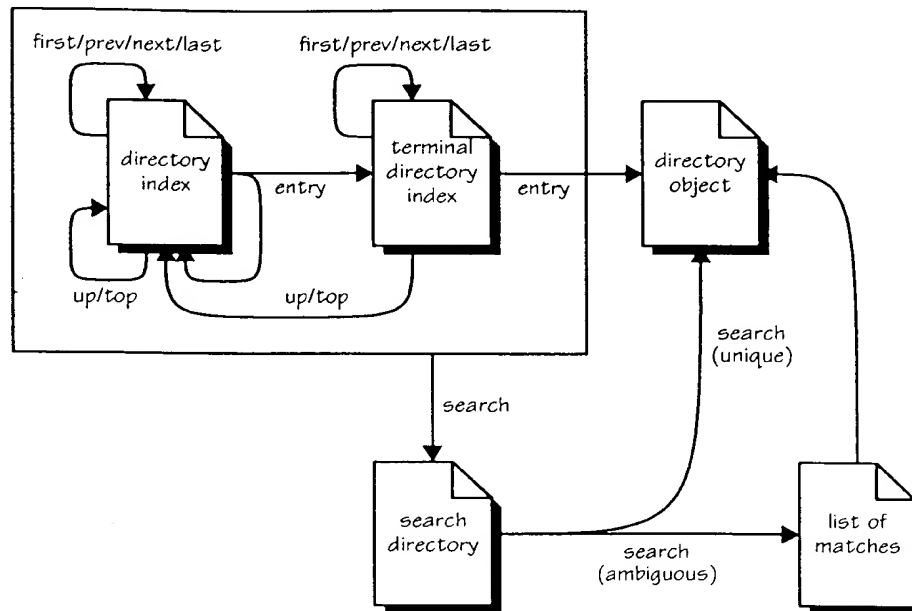 first/prev/next/last
first/prev/next/last
directory
index
terminal
directory
index
directory
object
entry
entry
up/top
up/top
search
(unique)
search
search
directory
search
(ambiguous)
list of
matches